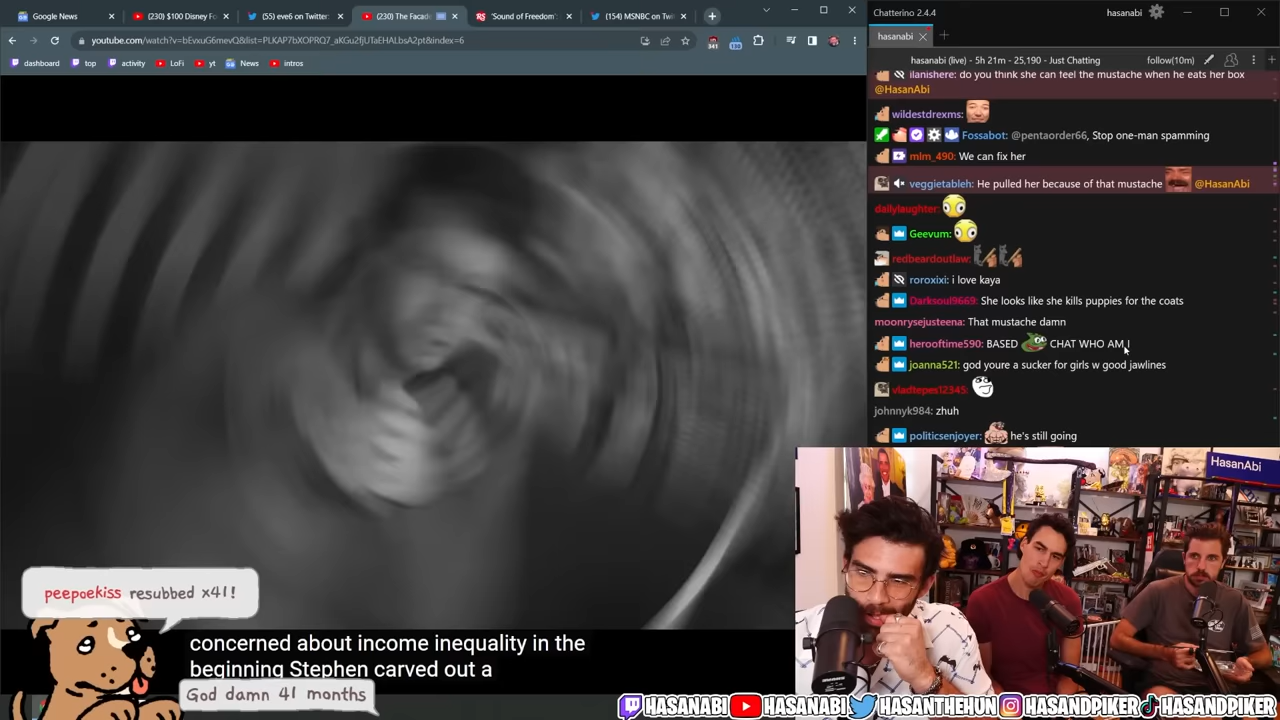 Google News
(230) $100 Disney Fo
(55) eve6 on Twitter:
(230) The Facade
'Sound of Freedom'
(154) MSNBC on Twi
youtube.com/watch?v=bEvxuG6mevQ&list=PLKAP7bXOPRQ7_aKGu2fjUTaEHALbsA2pt&index=6
341
138
dashboard
top
activity
LoFi
yt
News
intros
Chatterino 2.4.4
hasanabi
hasanabi
hasanabi (live) - 5h 21m - 25,190 - Just Chatting
follow(10m)
ilanishere: do you think she can feel the mustache when he eats her box
@HasanAbi
wildestdrexms:
Fossabot: @pentaorder66, Stop one-man spamming
mlm_490: We can fix her
veggietableh: He pulled her because of that mustache @HasanAbi
dailylaughter:
Geevum:
redbeardoutlaw:
roroxixi: i love kaya
Darksoul9669: She looks like she kills puppies for the coats
moonrysejusteena: That mustache damn
herooftime590: BASED CHAT WHO AM I
joanna521: god youre a sucker for girls w good jawlines
vladtepes12345:
johnnyk984: zhuh
politicsenjoyer: he's still going
HasanAbi
peepoekiss resubbed x41!
concerned about income inequality in the
beginning Stephen carved out a
God damn 41 months
HASANABI
HASANABI
HASANTHEHUN
HASANDPIKER
HASANDPIKER